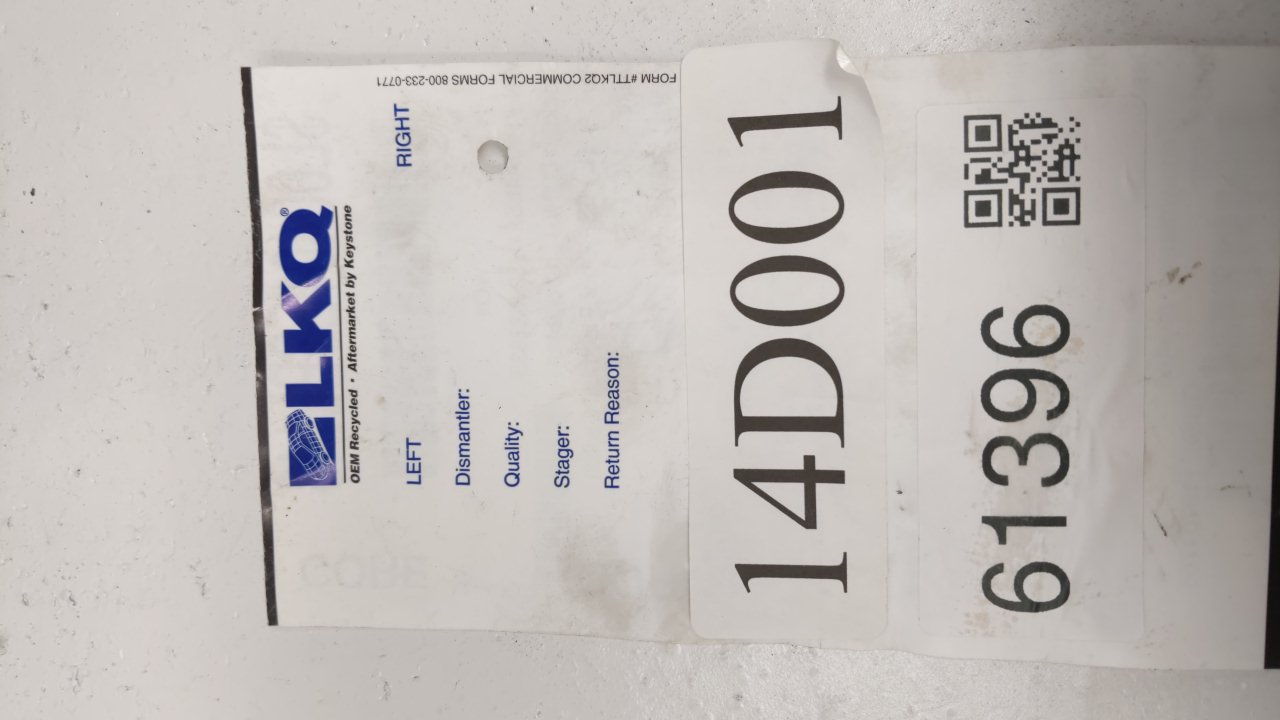 LKQ®
OEM Recycled • Aftermarket by Keystone
LEFT RIGHT
Dismantler:
Quality:
Stager:
Return Reason:
FORM #TTLKQ2 COMMERCIAL FORMS 800-233-0771
14D001
61396